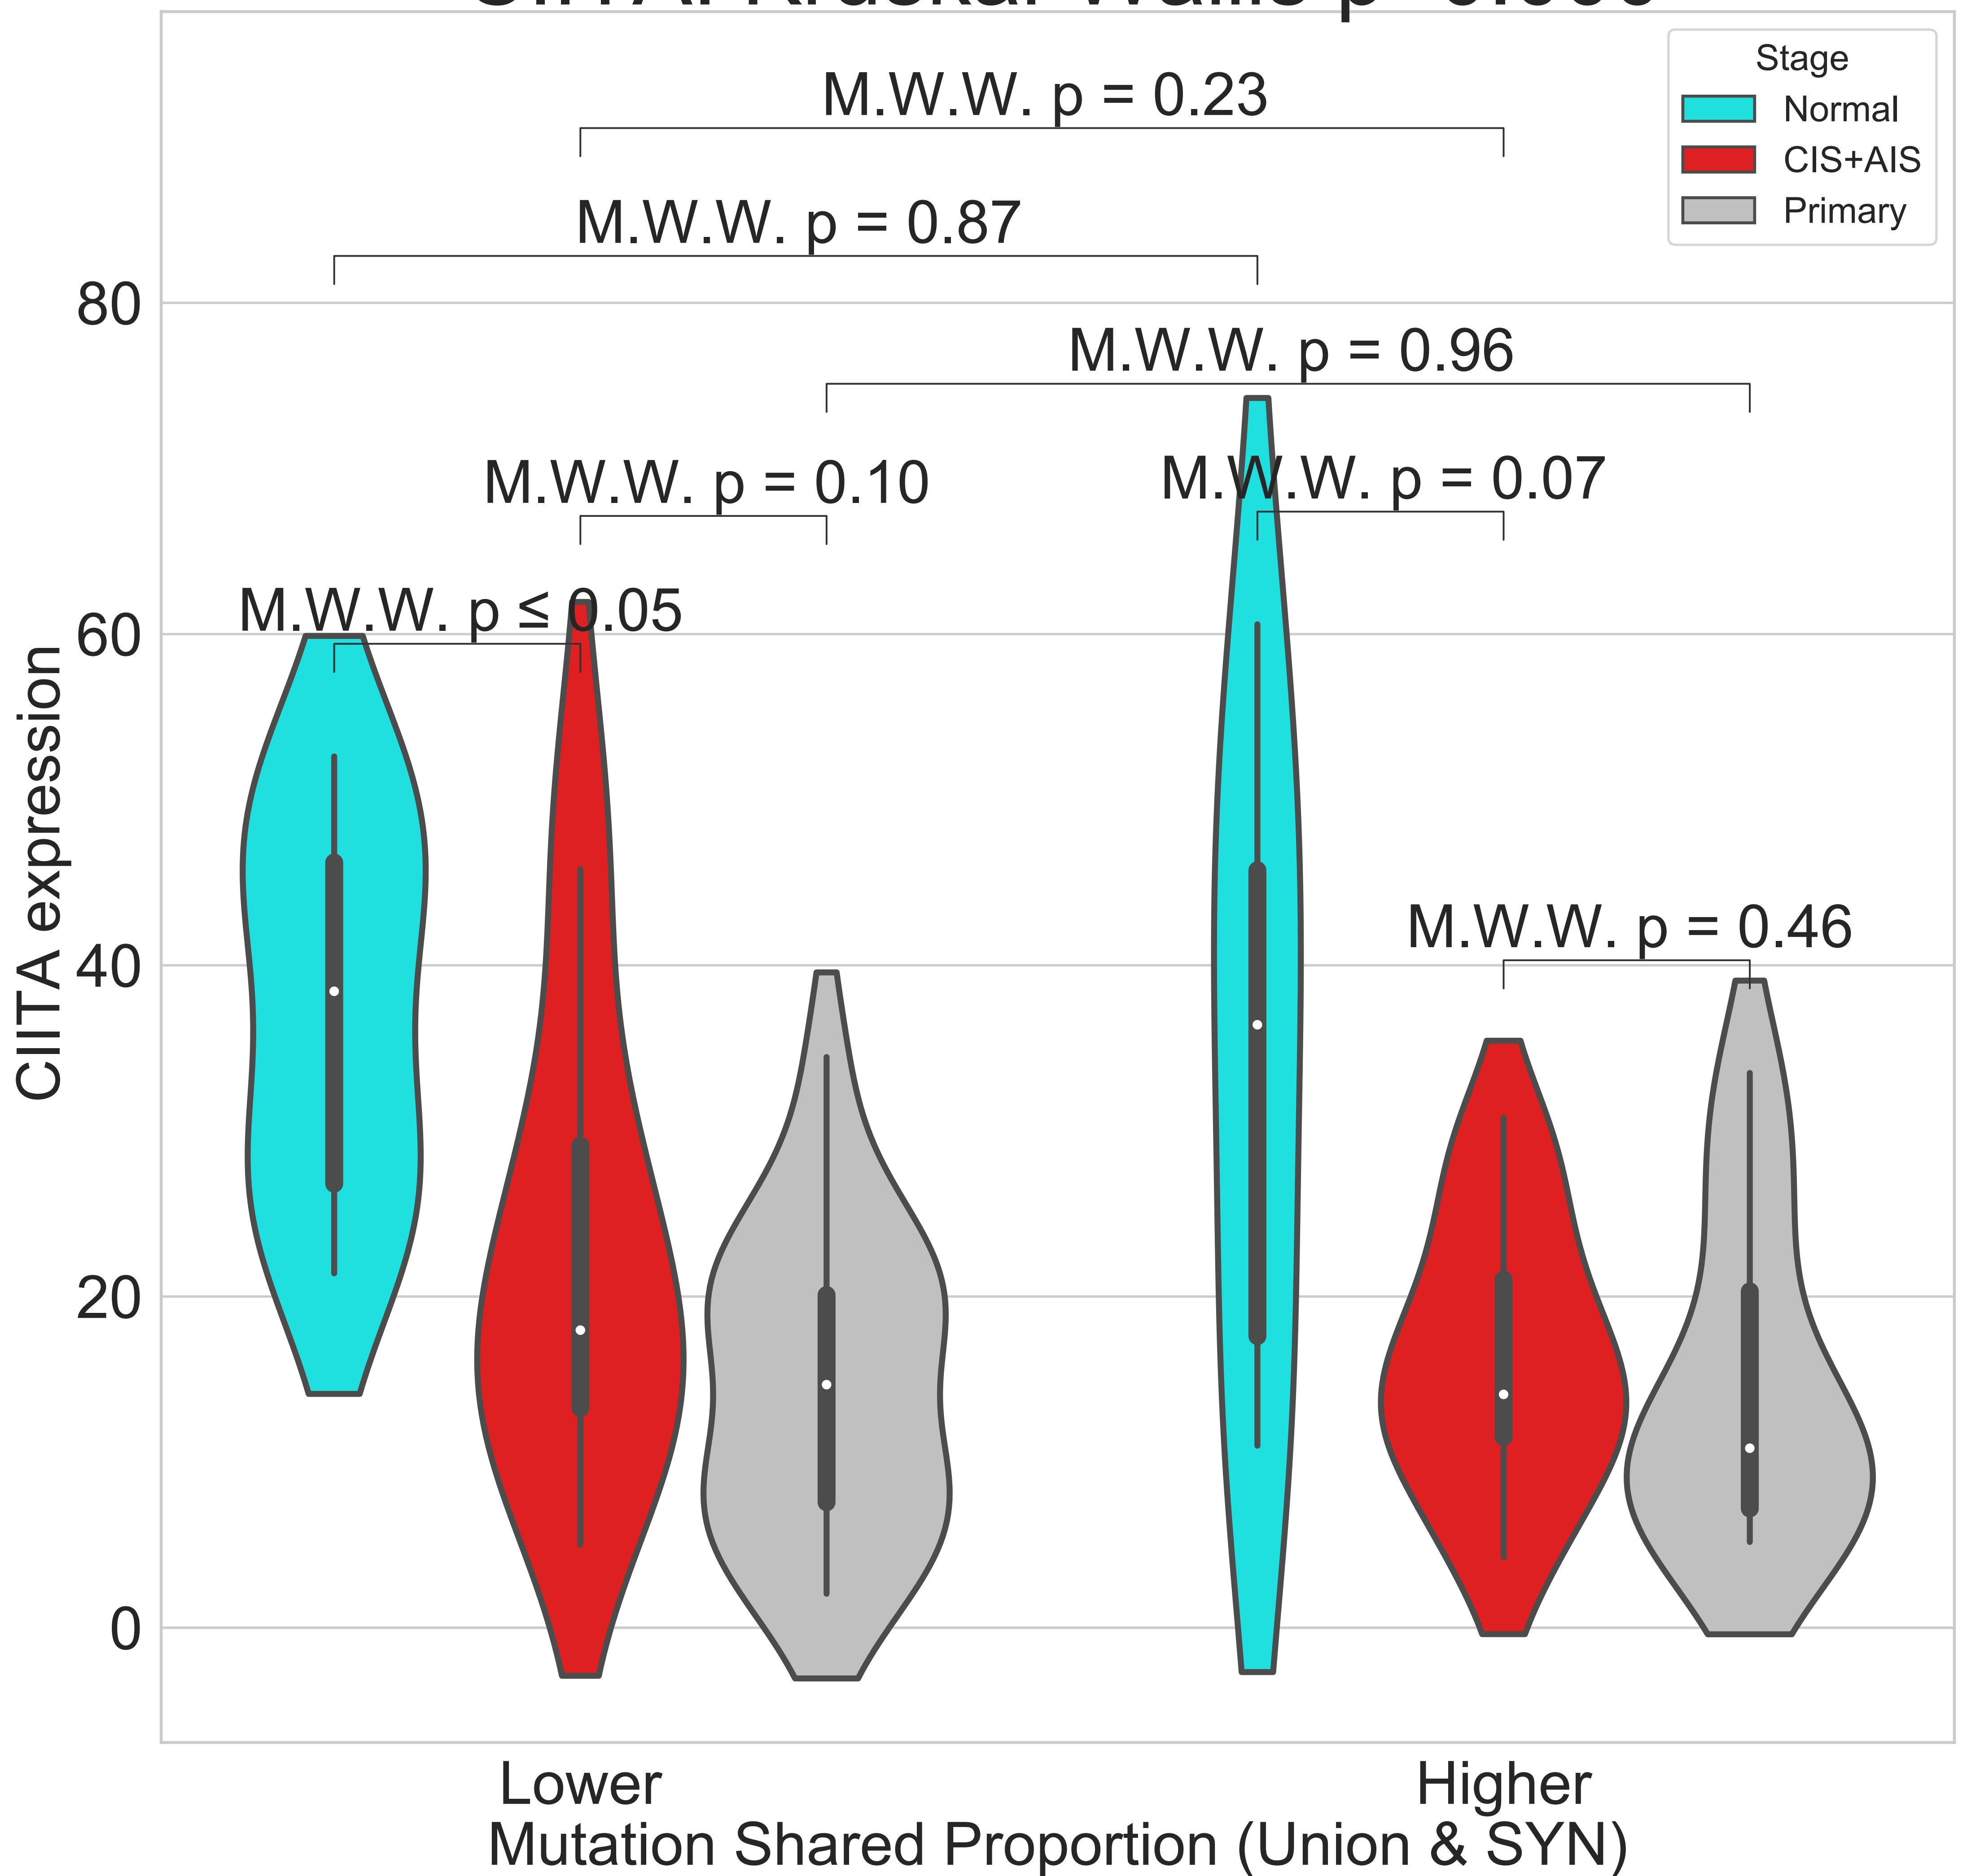 Stage
Normal
CIS+AIS
Primary
M.W.W. p = 0.23
M.W.W. p = 0.87
M.W.W. p = 0.96
M.W.W. p = 0.10
M.W.W. p = 0.07
M.W.W. p ≤ 0.05
M.W.W. p = 0.46
80
60
40
20
0
CIITA expression
Lower
Higher
Mutation Shared Proportion (Union & SYN)